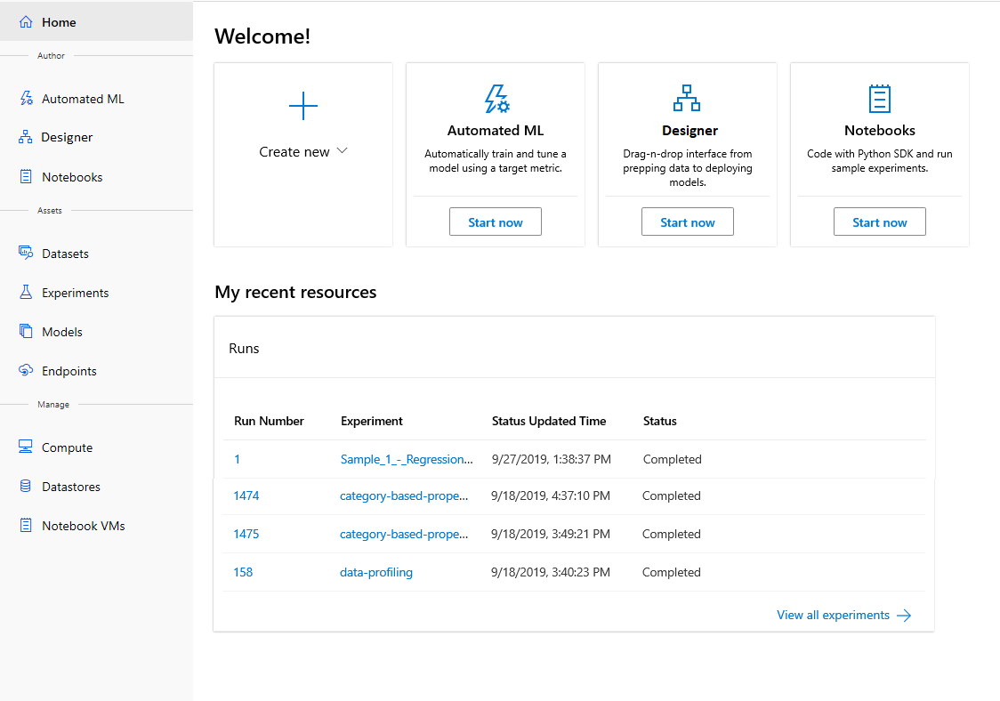 Home
Author
Automated ML
Designer
Notebooks
Assets
Datasets
Experiments
Models
Endpoints
Manage
Compute
Datastores
Notebook VMs
Welcome!
Create new
Automated ML
Automatically train and tune a
model using a target metric.
Start now
Designer
Drag-n-drop interface from
prepping data to deploying
models.
Start now
Notebooks
Code with Python SDK and run
sample experiments.
Start now
My recent resources
Runs
Run Number Experiment Status Updated Time Status
1 Sample_1_-_Regression... 9/27/2019, 1:38:37 PM Completed
1474 category-based-prope... 9/18/2019, 4:37:10 PM Completed
1475 category-based-prope... 9/18/2019, 3:49:21 PM Completed
158 data-profiling 9/18/2019, 3:40:23 PM Completed
View all experiments